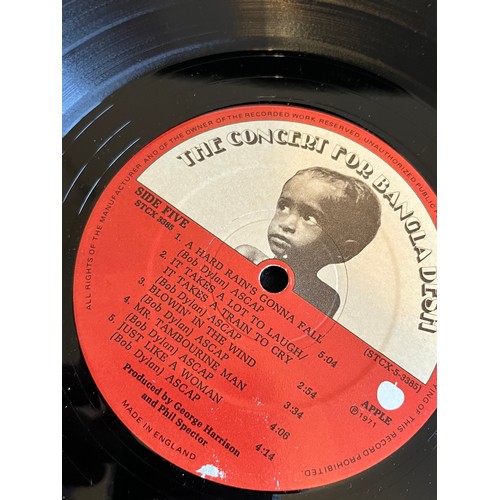 ALL RIGHTS OF THE MANUFACTURER AND OF THE OWNER OF THE RECORDED WORK RESERVED. UNAUTHORIZED PUBLIC
THE CONCERT FOR BANGLA DESH
SIDE FIVE
STCX 3385
1. A HARD RAIN'S GONNA FALL
(Bob Dylan) ASCAP 5:04
2. IT TAKES A LOT TO LAUGH/
IT TAKES A TRAIN TO CRY
(Bob Dylan) ASCAP 2:54
3. BLOWIN' IN THE WIND
(Bob Dylan) ASCAP 3:34
4. MR. TAMBOURINE MAN
(Bob Dylan) ASCAP 4:06
5. JUST LIKE A WOMAN
(Bob Dylan) ASCAP 4:14
Produced by George Harrison
and Phil Spector
(STCX-5-3385)
APPLE
℗ 1971
OF THIS RECORD PROHIBITED.
MADE IN ENGLAND